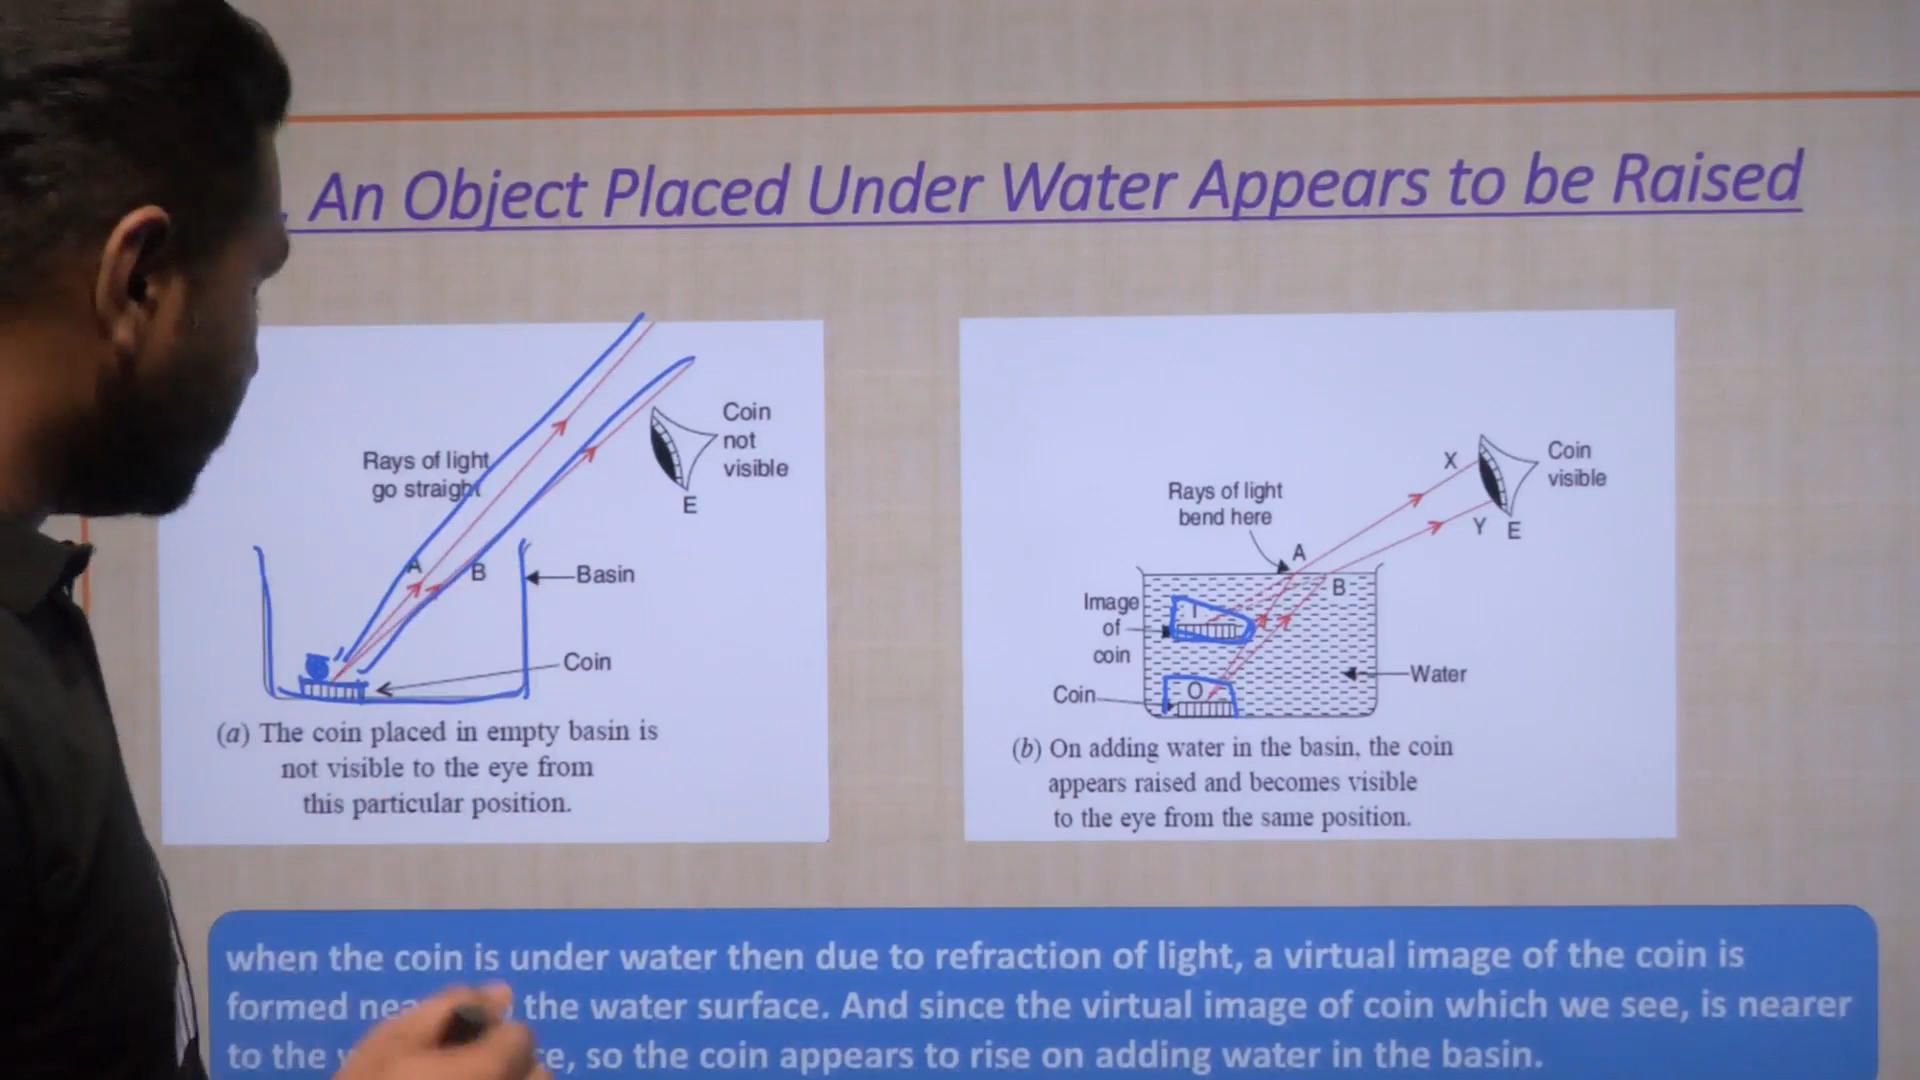 . An Object Placed Under Water Appears to be Raised
Rays of light
go straight
Coin
not
visible
E
A
B
Basin
Coin
(a) The coin placed in empty basin is
not visible to the eye from
this particular position.
Rays of light
bend here
X
Coin
visible
Y E
A
B
Image
of
coin
I
Water
Coin
O
(b) On adding water in the basin, the coin
appears raised and becomes visible
to the eye from the same position.
when the coin is under water then due to refraction of light, a virtual image of the coin is
formed the water surface. And since the virtual image of coin which we see, is nearer
to the so the coin appears to rise on adding water in the basin.